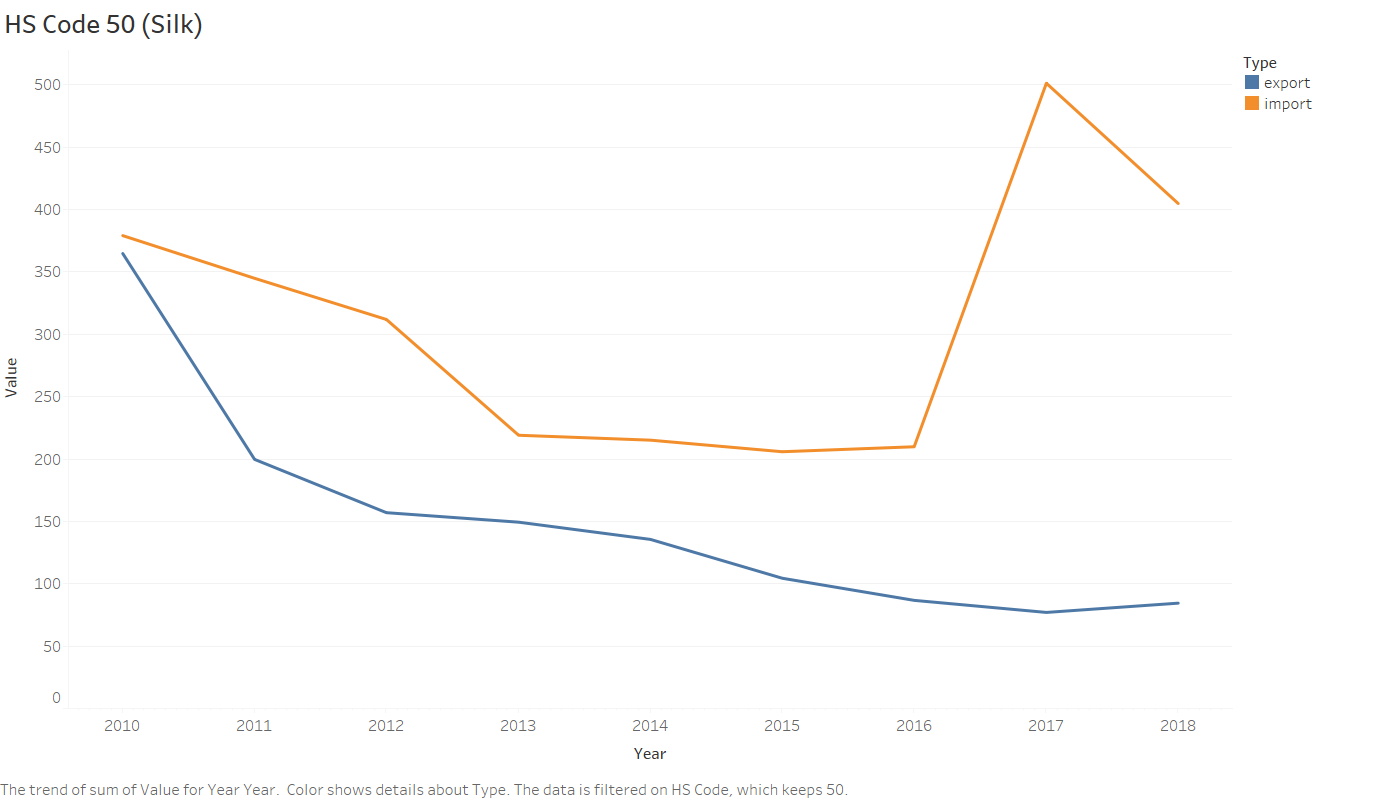 HS Code 50 (Silk)
Type
export
import
500
450
400
350
300
250
200
150
100
50
0
Value
2010 2011 2012 2013 2014 2015 2016 2017 2018
Year
The trend of sum of Value for Year Year.  Color shows details about Type. The data is filtered on HS Code, which keeps 50.